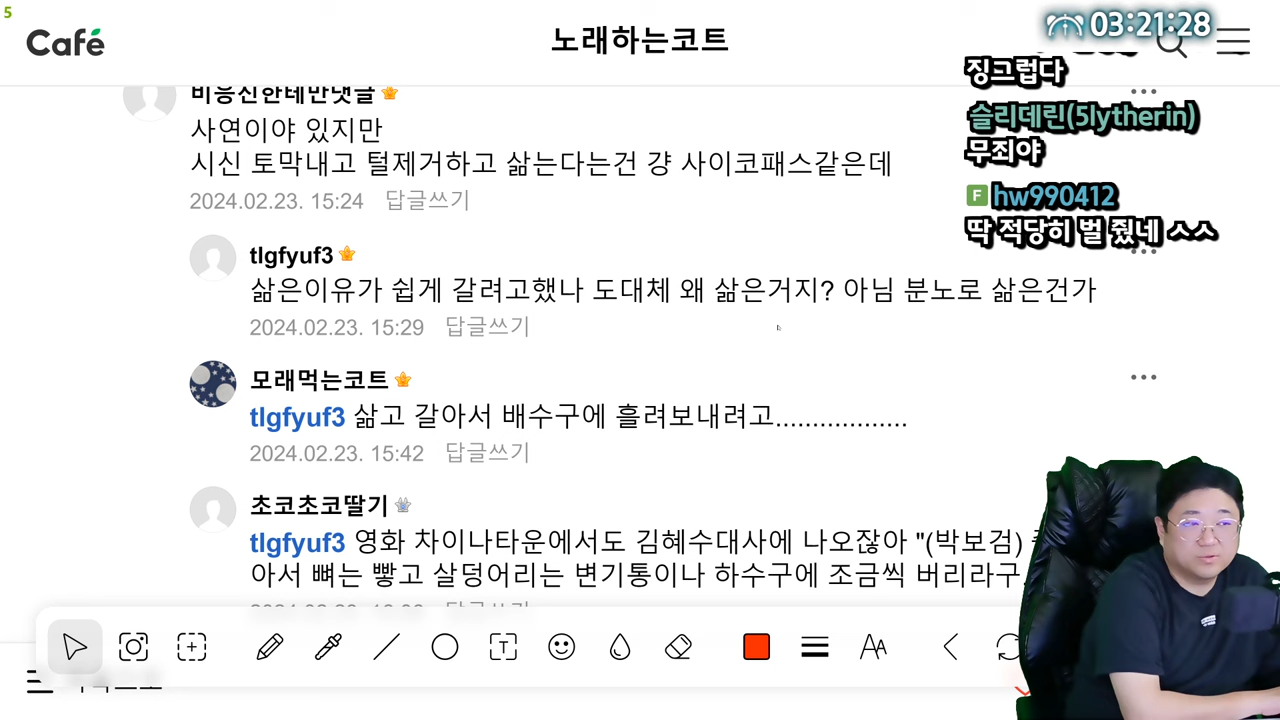 5
Café
노래하는코트
03:21:28
징그럽다
슬리데린(5lytherin)
무죄야
F hw990412
딱 적당히 벌 줬네 ㅅㅅ
사연이야 있지만
시신 토막내고 털제거하고 삶는다는건 걍 사이코패스같은데
2024.02.23. 15:24 답글쓰기
tlgfyuf3
삶은이유가 쉽게 갈려고했나 도대체 왜 삶은거지? 아님 분노로 삶은건가
2024.02.23. 15:29 답글쓰기
모래먹는코트
tlgfyuf3 삶고 갈아서 배수구에 흘려보내려고..................
2024.02.23. 15:42 답글쓰기
초코초코딸기
tlgfyuf3 영화 차이나타운에서도 김혜수대사에 나오잖아 "(박보검)
아서 뼈는 빻고 살덩어리는 변기통이나 하수구에 조금씩 버리라구
T
AA